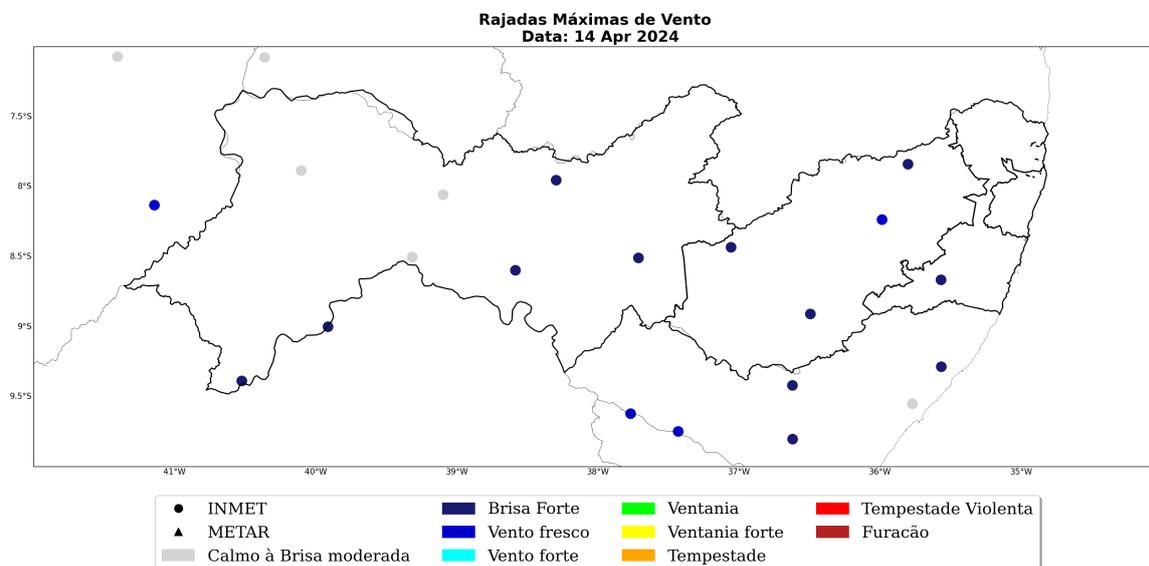 Rajadas Máximas de Vento
Data: 14 Apr 2024
7.5°S
8°S
8.5°S
9°S
9.5°S
41°W 40°W 39°W 38°W 37°W 36°W 35°W
INMET Brisa Forte Ventania Tempestade Violenta
METAR Vento fresco Ventania forte Furacão
Calmo à Brisa moderada Vento forte Tempestade